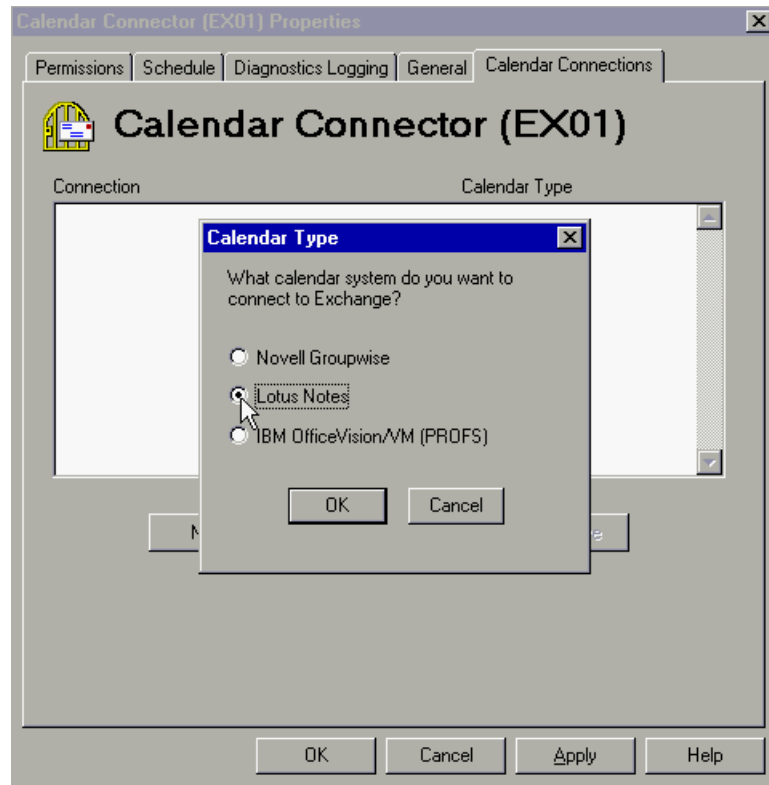 Calendar Connector (EX01) Properties
Permissions Schedule Diagnostics Logging General Calendar Connections
Calendar Connector (EX01)
Connection Calendar Type
Calendar Type
What calendar system do you want to
connect to Exchange?
Novell Groupwise
Lotus Notes
IBM OfficeVision/VM (PROFS)
OK Cancel
OK Cancel Apply Help